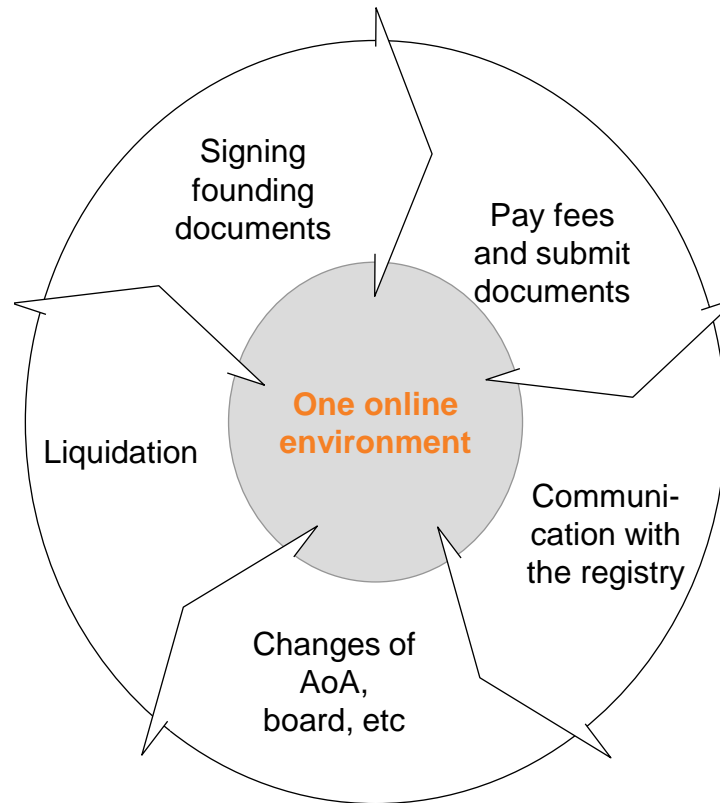 Signing
founding
documents
Pay fees
and submit
documents
One online
environment
Liquidation
Communi-
cation with
the registry
Changes of
AoA,
board, etc